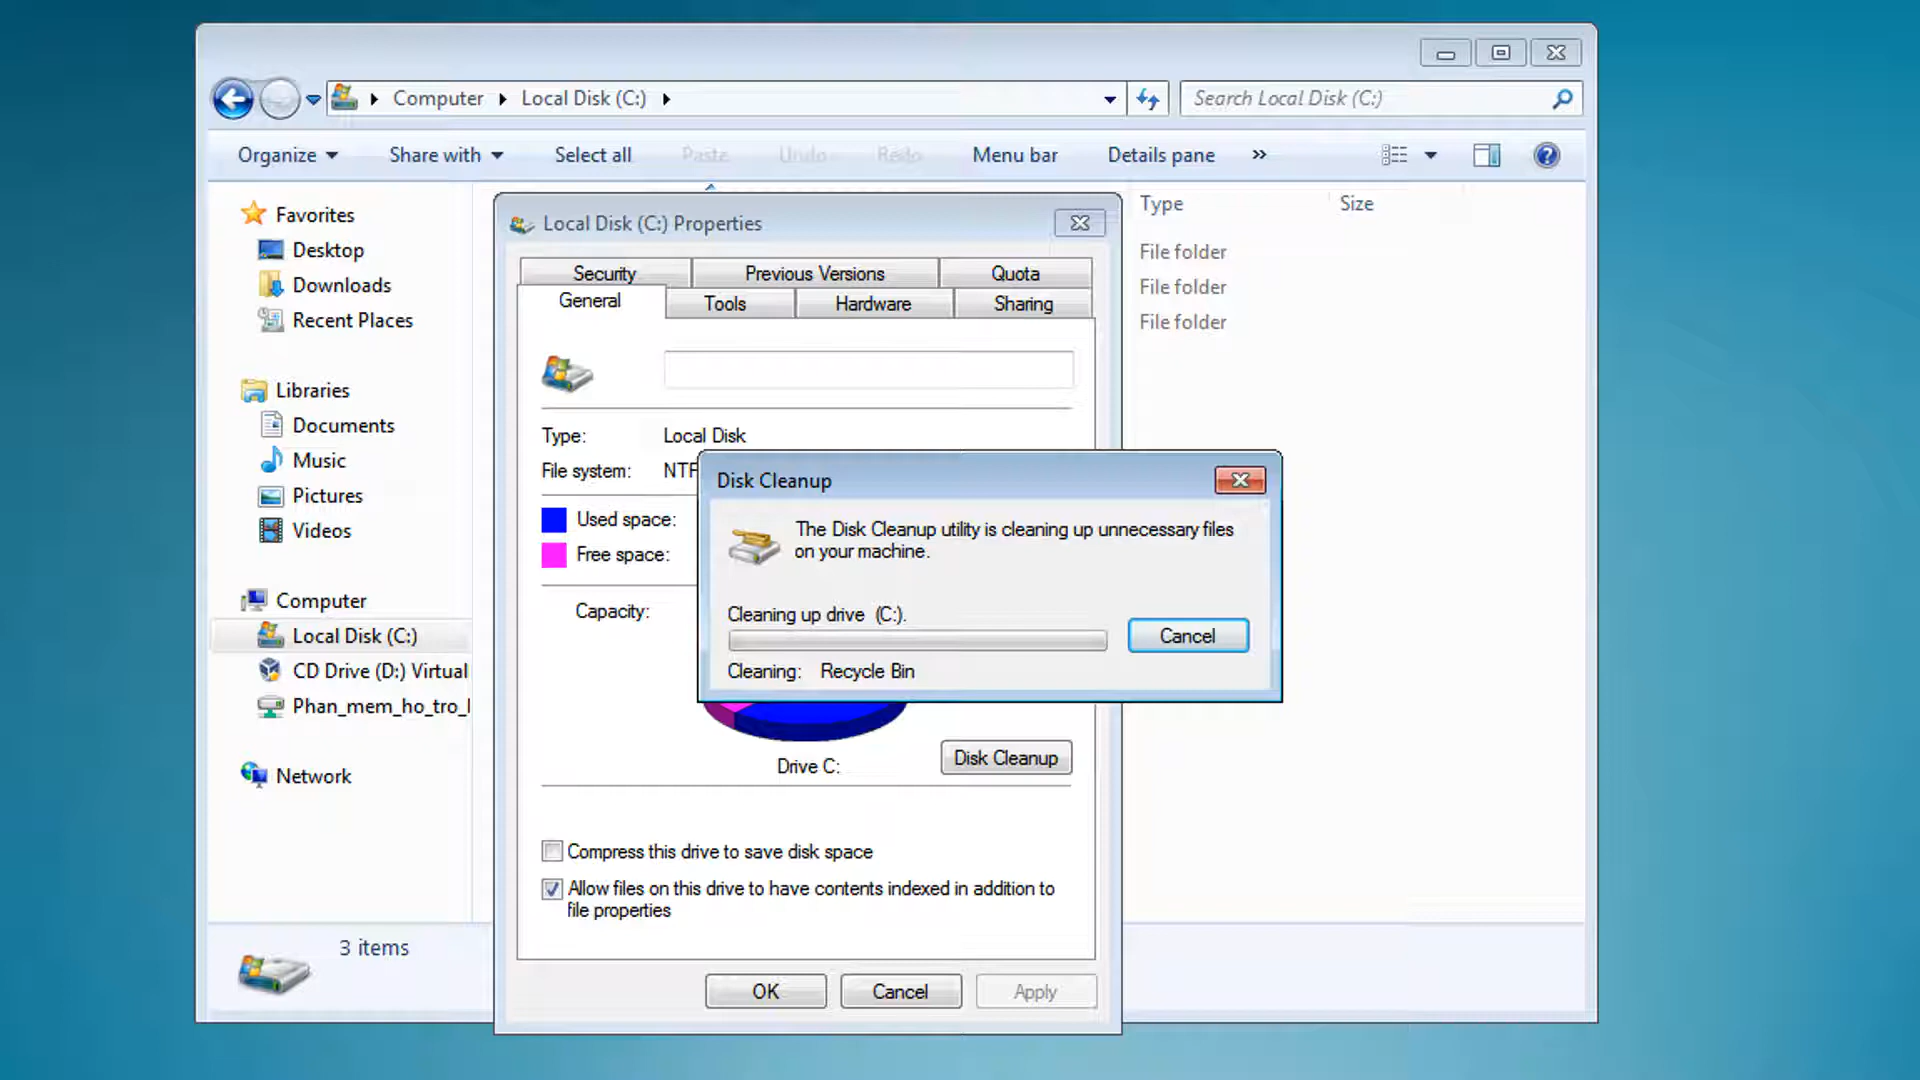 Computer
Local Disk (C:)
Search Local Disk (C:)
Organize
Share with
Select all
Paste
Undo
Redo
Menu bar
Details pane
»
Type
Size
File folder
File folder
File folder
Favorites
Desktop
Downloads
Recent Places
Libraries
Documents
Music
Pictures
Videos
Computer
Local Disk (C:)
CD Drive (D:) Virtual
Phan_mem_ho_tro_
Network
3 items
Local Disk (C:) Properties
Security
Previous Versions
Quota
General
Tools
Hardware
Sharing
Type: Local Disk
File system: NTF
Used space:
Free space:
Capacity:
Drive C:
Disk Cleanup
Compress this drive to save disk space
Allow files on this drive to have contents indexed in addition to
file properties
OK
Cancel
Apply
Disk Cleanup
The Disk Cleanup utility is cleaning up unnecessary files
on your machine.
Cleaning up drive (C:).
Cancel
Cleaning: Recycle Bin